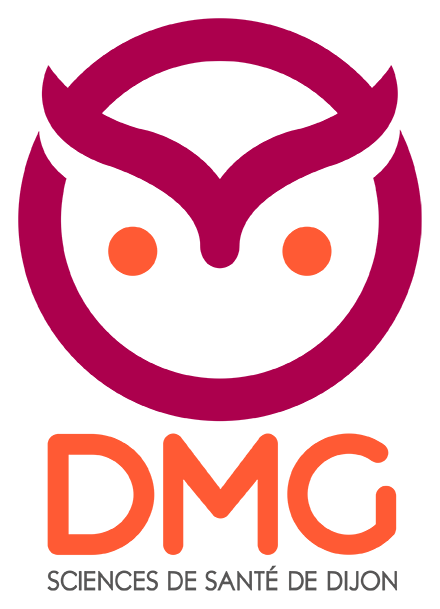 DMG
SCIENCES DE SANTÉ DE DIJON